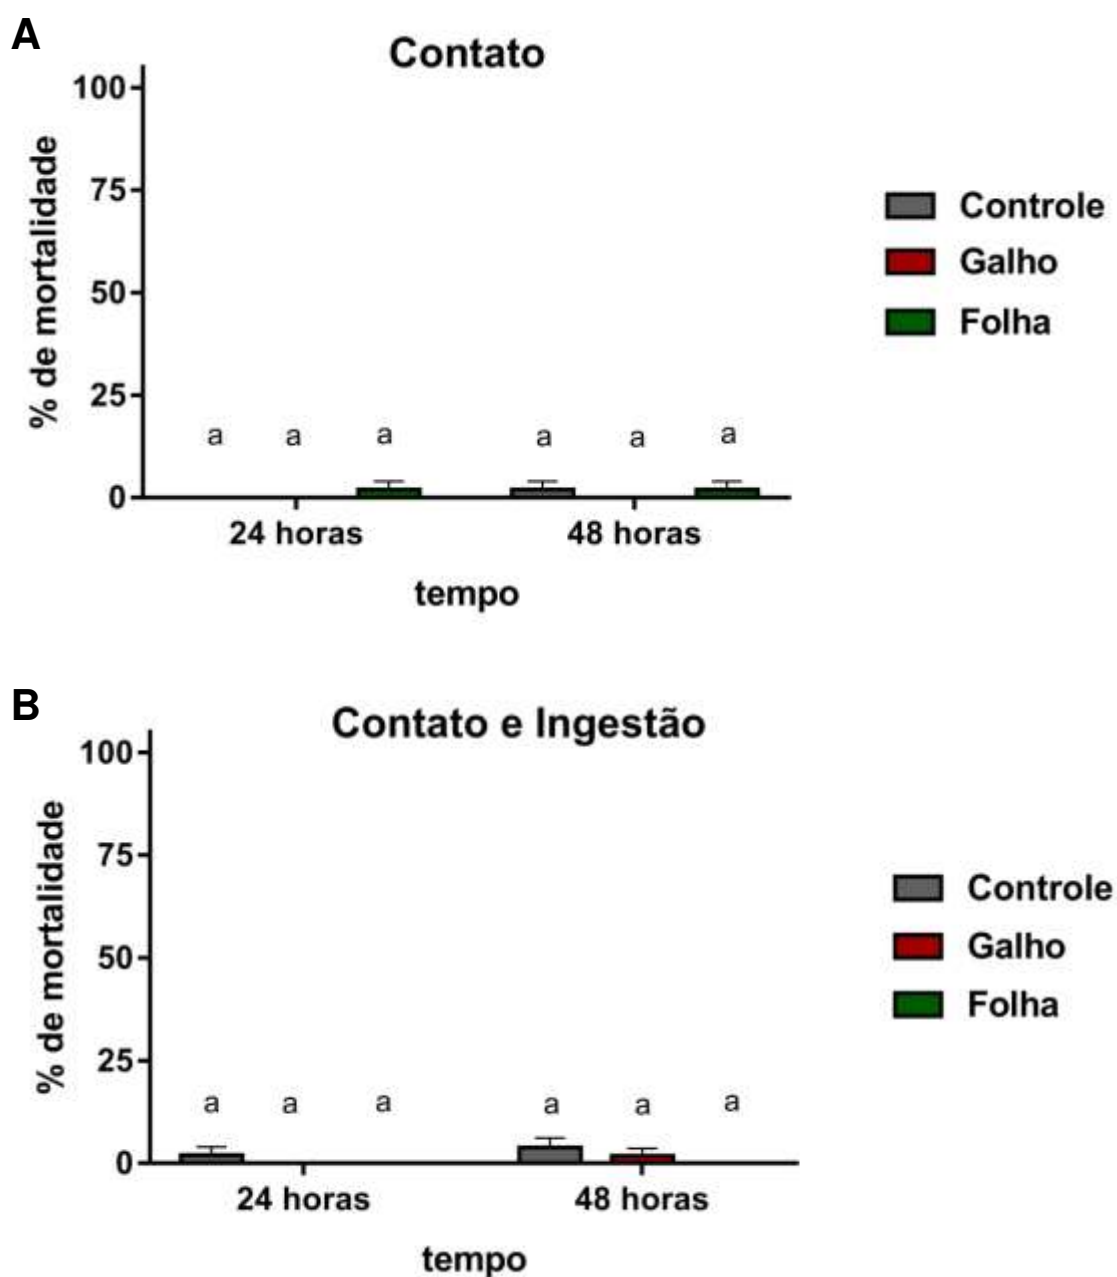 A
Contato
% de mortalidade
100
75
50
25
0
a a a a a a
24 horas 48 horas
tempo
Controle
Galho
Folha
B
Contato e Ingestão
% de mortalidade
100
75
50
25
0
a a a a a a
24 horas 48 horas
tempo
Controle
Galho
Folha